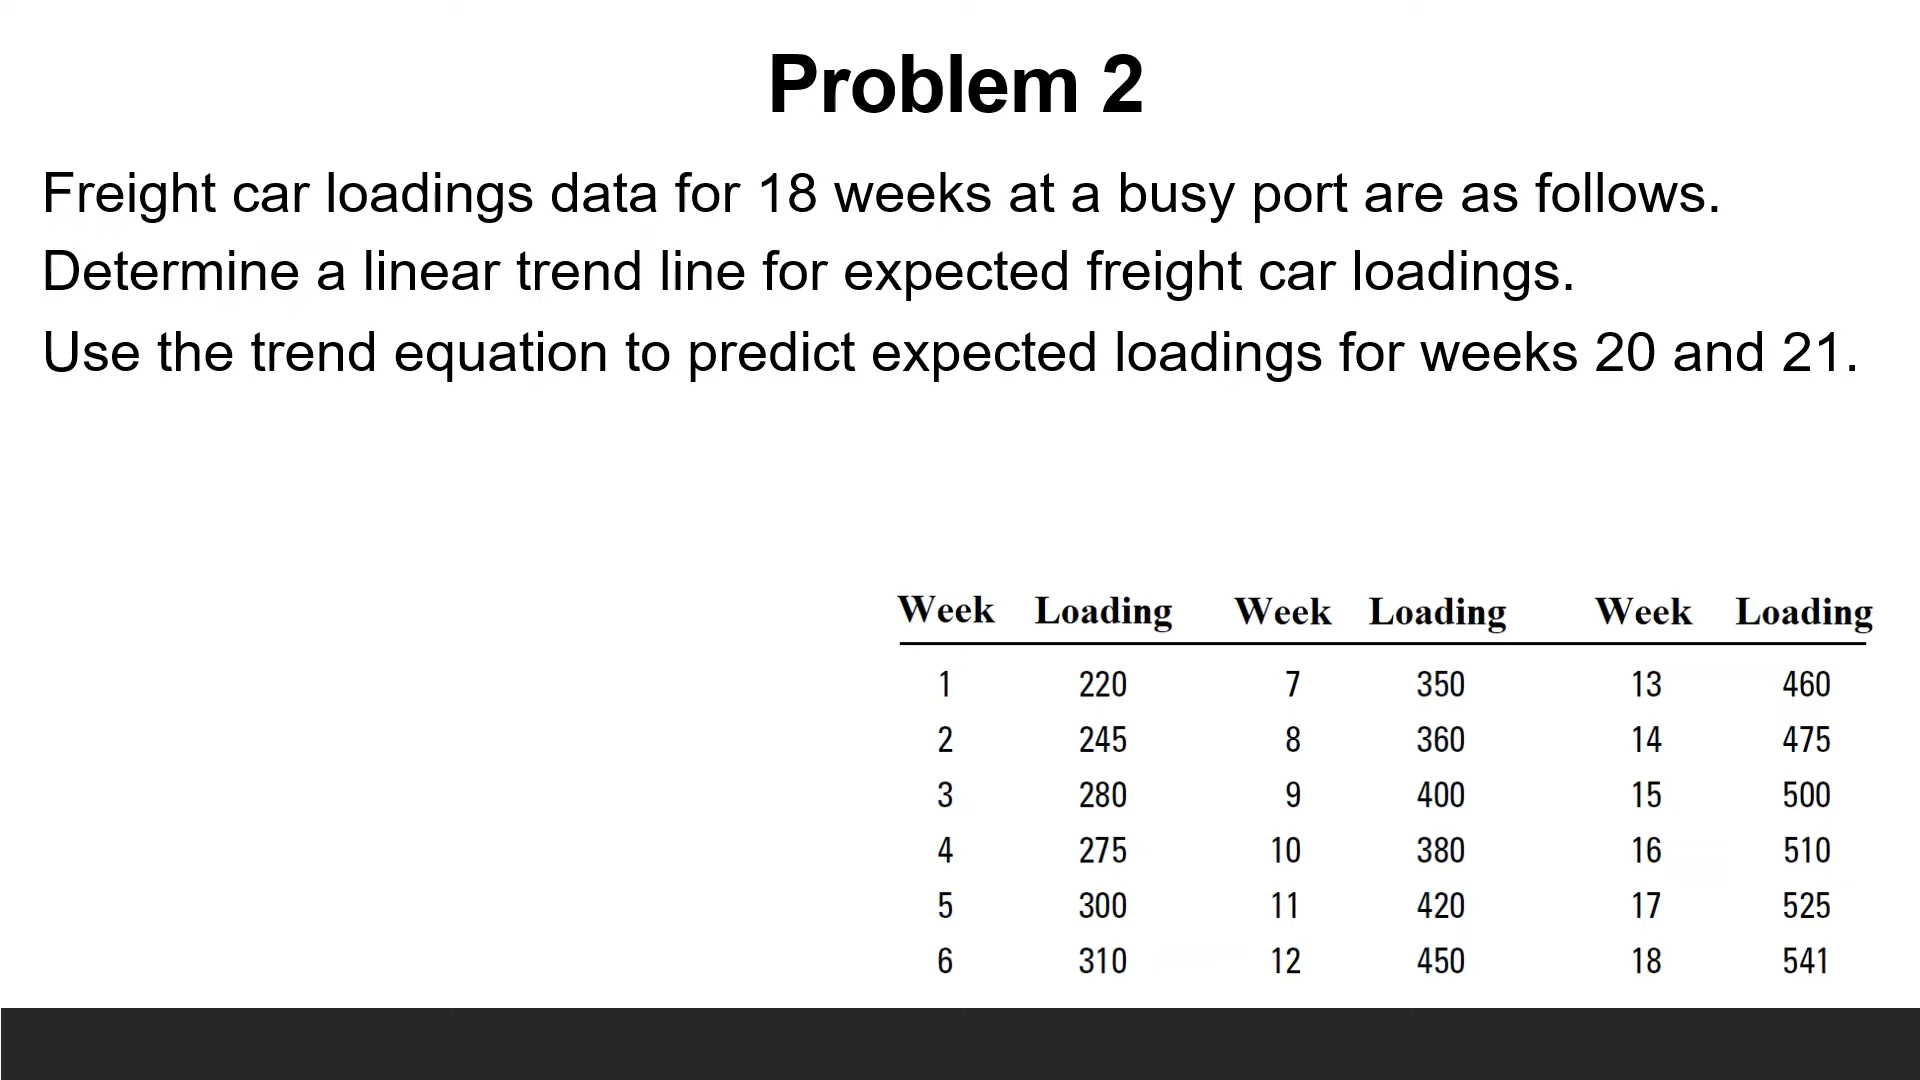 Problem 2
Freight car loadings data for 18 weeks at a busy port are as follows.
Determine a linear trend line for expected freight car loadings.
Use the trend equation to predict expected loadings for weeks 20 and 21.
Week Loading Week Loading Week Loading
1 220 7 350 13 460
2 245 8 360 14 475
3 280 9 400 15 500
4 275 10 380 16 510
5 300 11 420 17 525
6 310 12 450 18 541